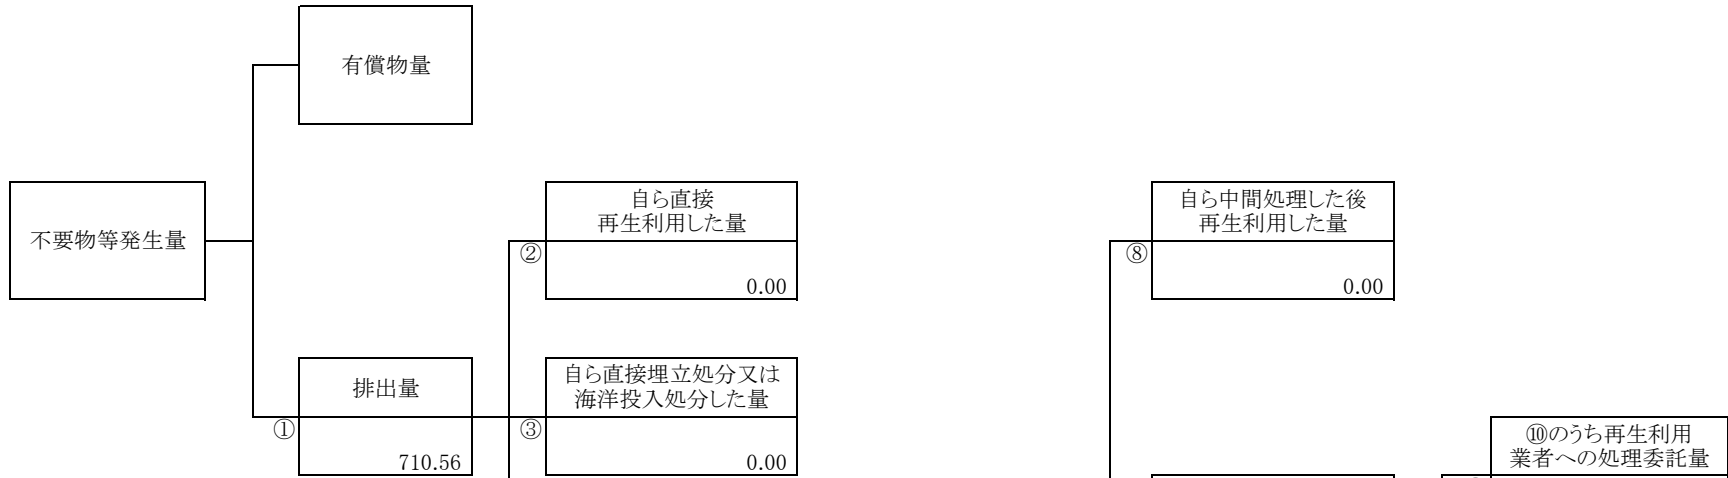 有償物量
不要物等発生量
自ら直接
再生利用した量
②
0.00
自ら中間処理した後
再生利用した量
⑧
0.00
排出量
①
710.56
自ら直接埋立処分又は
海洋投入処分した量
③
0.00
⑩のうち再生利用
業者への処理委託量